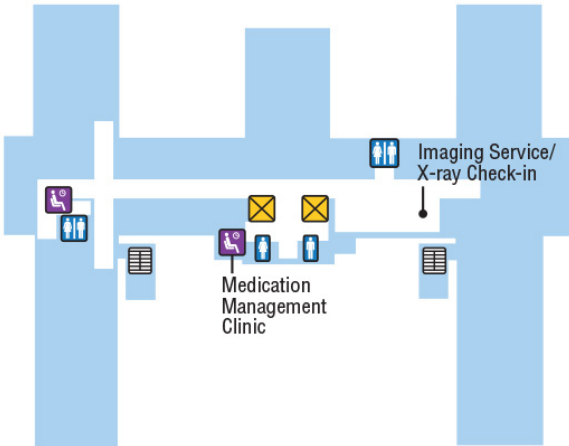 Imaging Service/
X-ray Check-in
Medication
Management
Clinic